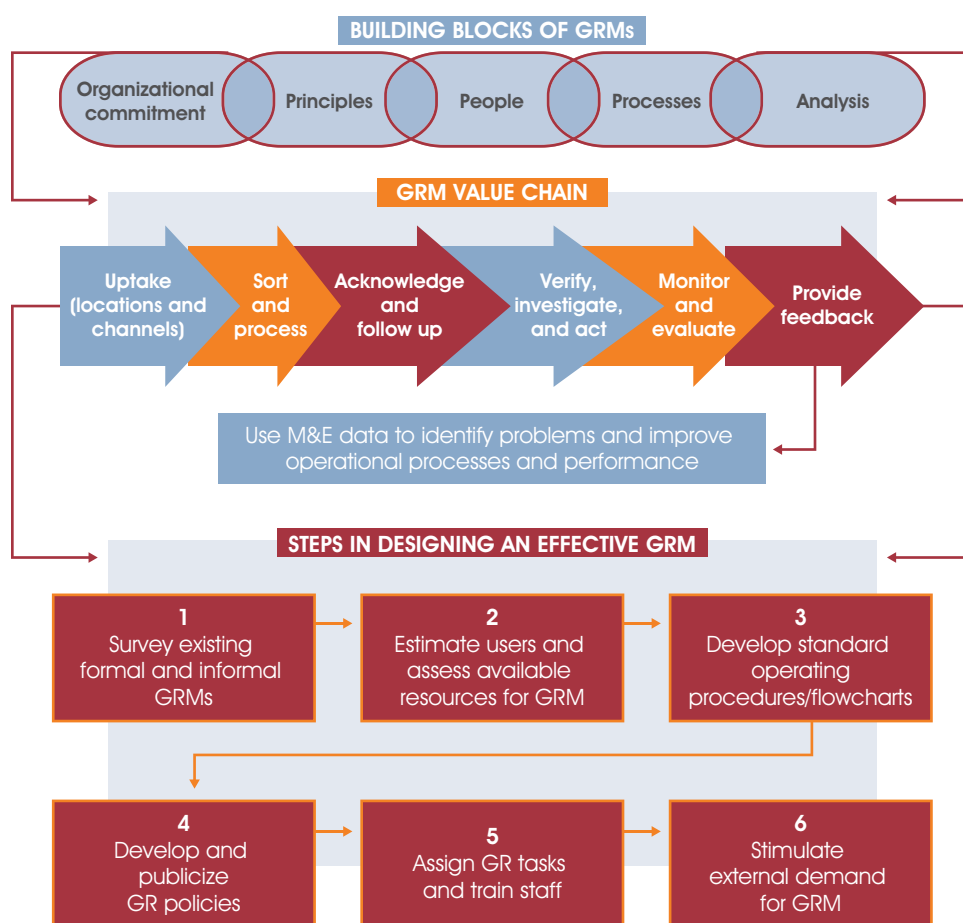 BUILDING BLOCKS OF GRMs
Organizational
commitment
Principles
People
Processes
Analysis
GRM VALUE CHAIN
Uptake
(locations and
channels)
Sort
and
process
Acknowledge
and
follow up
Verify,
investigate,
and act
Monitor
and
evaluate
Provide
feedback
Use M&E data to identify problems and improve
operational processes and performance
STEPS IN DESIGNING AN EFFECTIVE GRM
1
Survey existing
formal and informal
GRMs
2
Estimate users and
assess available
resources for GRM
3
Develop standard
operating
procedures/flowcharts
4
Develop and
publicize
GR policies
5
Assign GR tasks
and train staff
6
Stimulate
external demand
for GRM